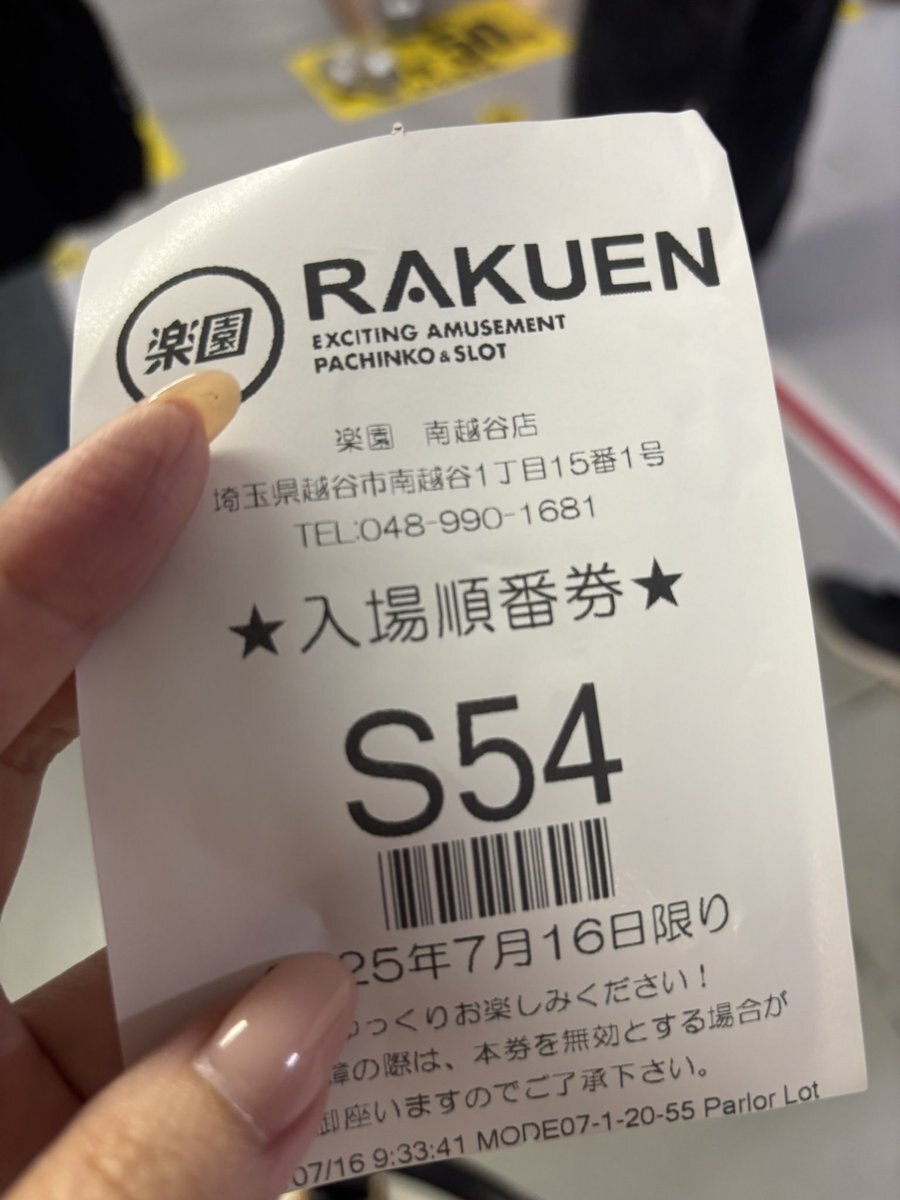 楽園
RAKUEN
EXCITING AMUSEMENT
PACHINKO&SLOT
楽園 南越谷店
埼玉県越谷市南越谷1丁目15番1号
TEL:048-990-1681
★入場順番券★
S54
25年7月16日限り
っくりお楽しみください!
の際は、本券を無効とする場合が
御座いますのでご了承下さい。
07/16 9:33:41 MODE07-1-20-55 Parlor Lot